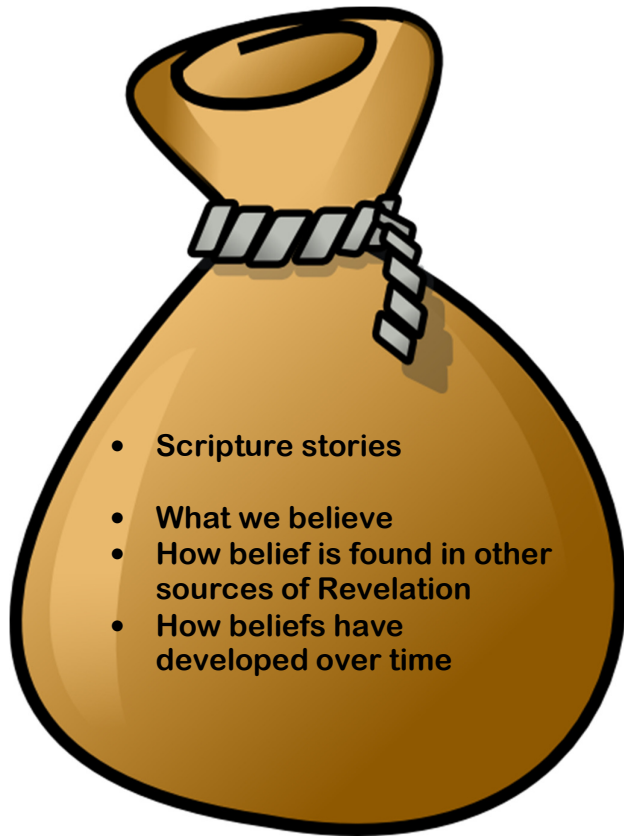 • Scripture stories
• What we believe
• How belief is found in other
sources of Revelation
• How beliefs have
developed over time